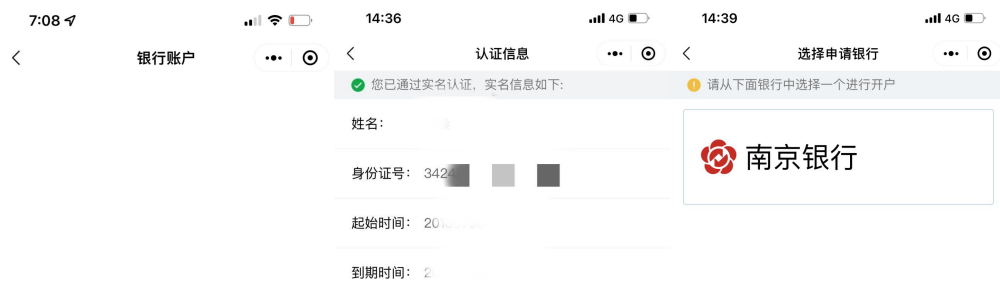 7:08
银行账户
14:36
4G
认证信息
您已通过实名认证，实名信息如下:
姓名：
身份证号： 3424
起始时间： 201
到期时间： 2
14:39
4G
选择申请银行
请从下面银行中选择一个进行开户
南京银行